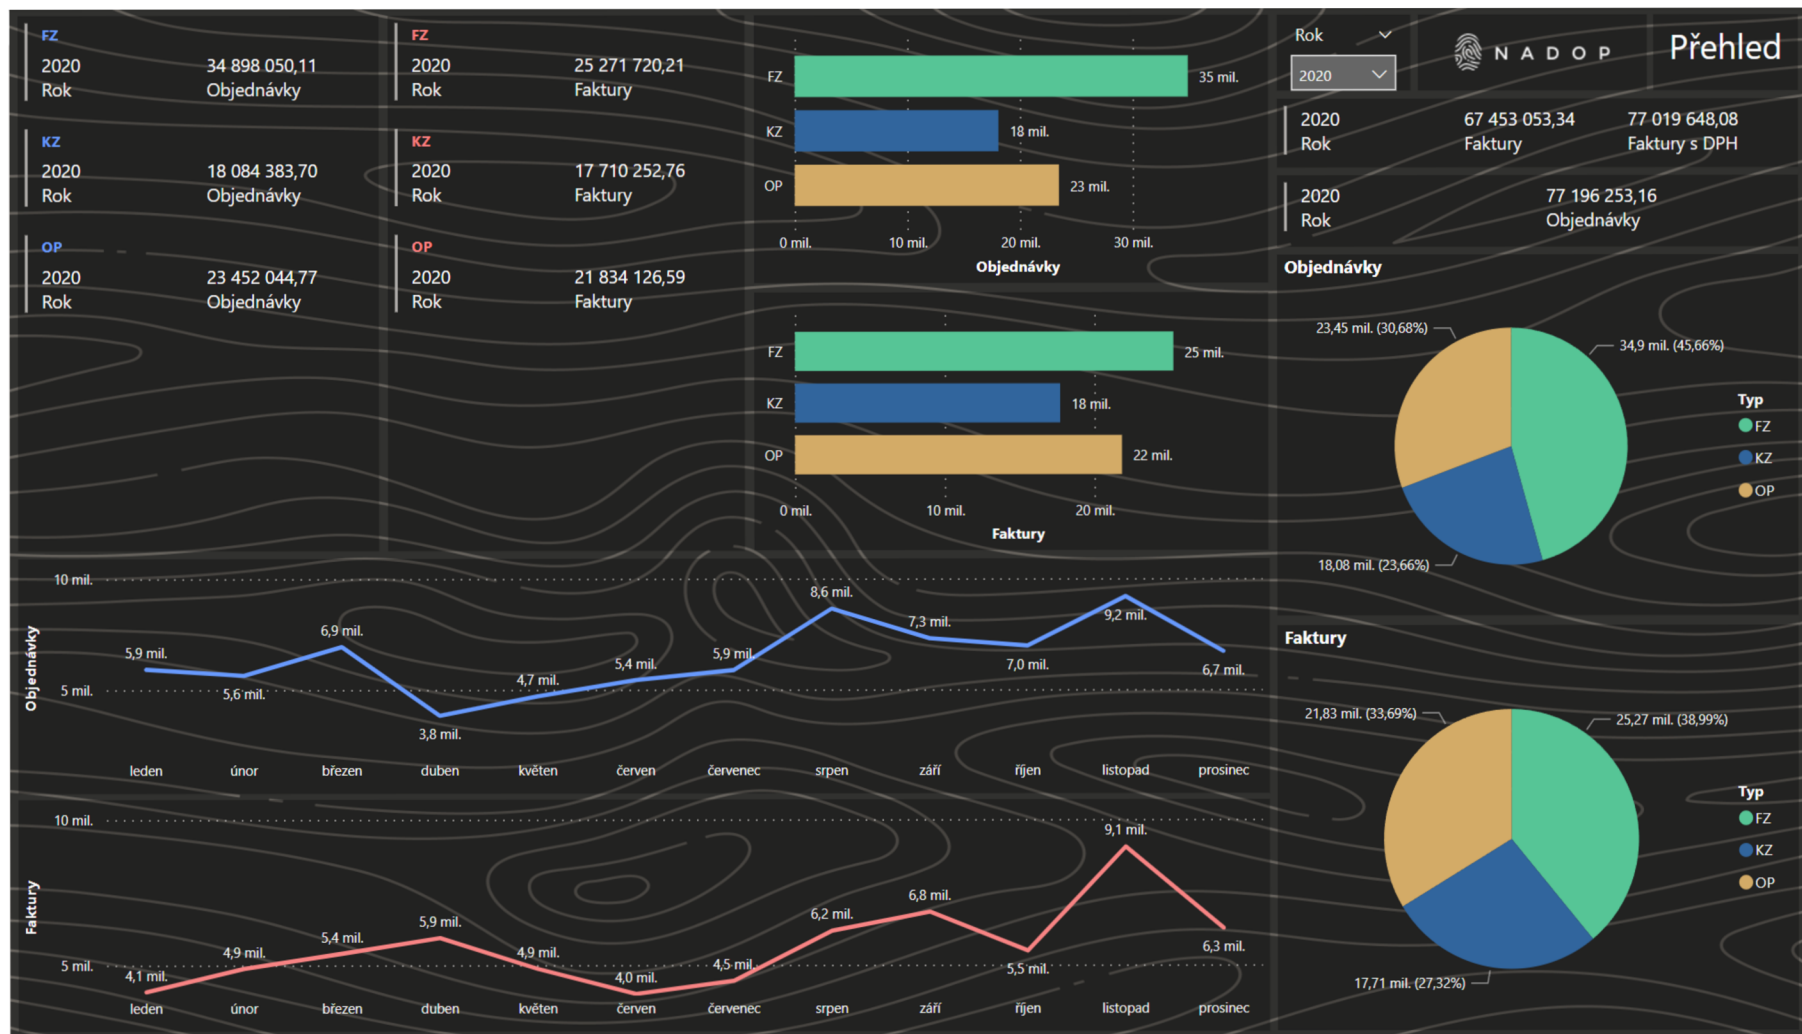 FZ
2020 34 898 050,11
Rok Objednávky
KZ
2020 18 084 383,70
Rok Objednávky
OP
2020 23 452 044,77
Rok Objednávky
FZ
2020 25 271 720,21
Rok Faktury
KZ
2020 17 710 252,76
Rok Faktury
OP
2020 21 834 126,59
Rok Faktury
FZ 35 mil.
KZ 18 mil.
OP 23 mil.
0 mil. 10 mil. 20 mil. 30 mil.
Objednávky
FZ 25 mil.
KZ 18 mil.
OP 22 mil.
0 mil. 10 mil. 20 mil.
Faktury
Rok
2020
NADOP
Přehled
2020 67 453 053,34 77 019 648,08
Rok Faktury Faktury s DPH
2020 77 196 253,16
Rok Objednávky
Objednávky
23,45 mil. (30,68%)
34,9 mil. (45,66%)
18,08 mil. (23,66%)
Typ
FZ
KZ
OP
Faktury
21,83 mil. (33,69%)
25,27 mil. (38,99%)
17,71 mil. (27,32%)
Typ
FZ
KZ
OP
Objednávky
10 mil.
5 mil.
5,9 mil. 5,6 mil. 6,9 mil. 3,8 mil. 4,7 mil. 5,4 mil. 5,9 mil. 8,6 mil. 7,3 mil. 7,0 mil. 9,2 mil. 6,7 mil.
leden únor březen duben květen červen červenec srpen září říjen listopad prosinec
Faktury
10 mil.
5 mil.
4,1 mil. 4,9 mil. 5,4 mil. 5,9 mil. 4,9 mil. 4,0 mil. 4,5 mil. 6,2 mil. 6,8 mil. 5,5 mil. 9,1 mil. 6,3 mil.
leden únor březen duben květen červen červenec srpen září říjen listopad prosinec